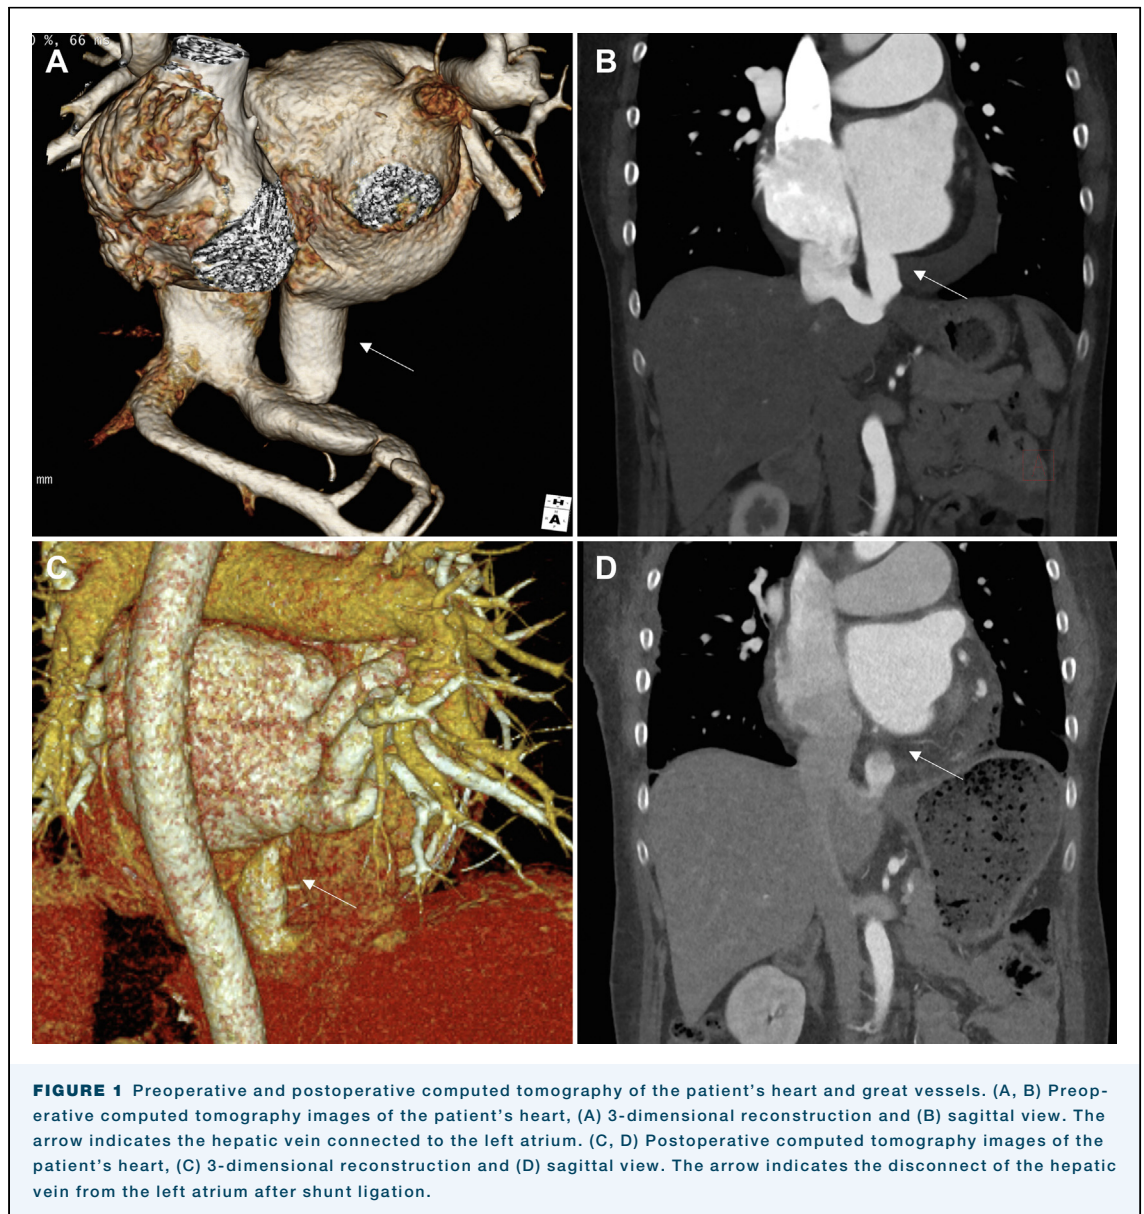 0 %, 66 ms
A
B
mm
H
A
C
D
FIGURE 1 Preoperative and postoperative computed tomography of the patient's heart and great vessels. (A, B) Preop-
erative computed tomography images of the patient's heart, (A) 3-dimensional reconstruction and (B) sagittal view. The
arrow indicates the hepatic vein connected to the left atrium. (C, D) Postoperative computed tomography images of the
patient's heart, (C) 3-dimensional reconstruction and (D) sagittal view. The arrow indicates the disconnect of the hepatic
vein from the left atrium after shunt ligation.